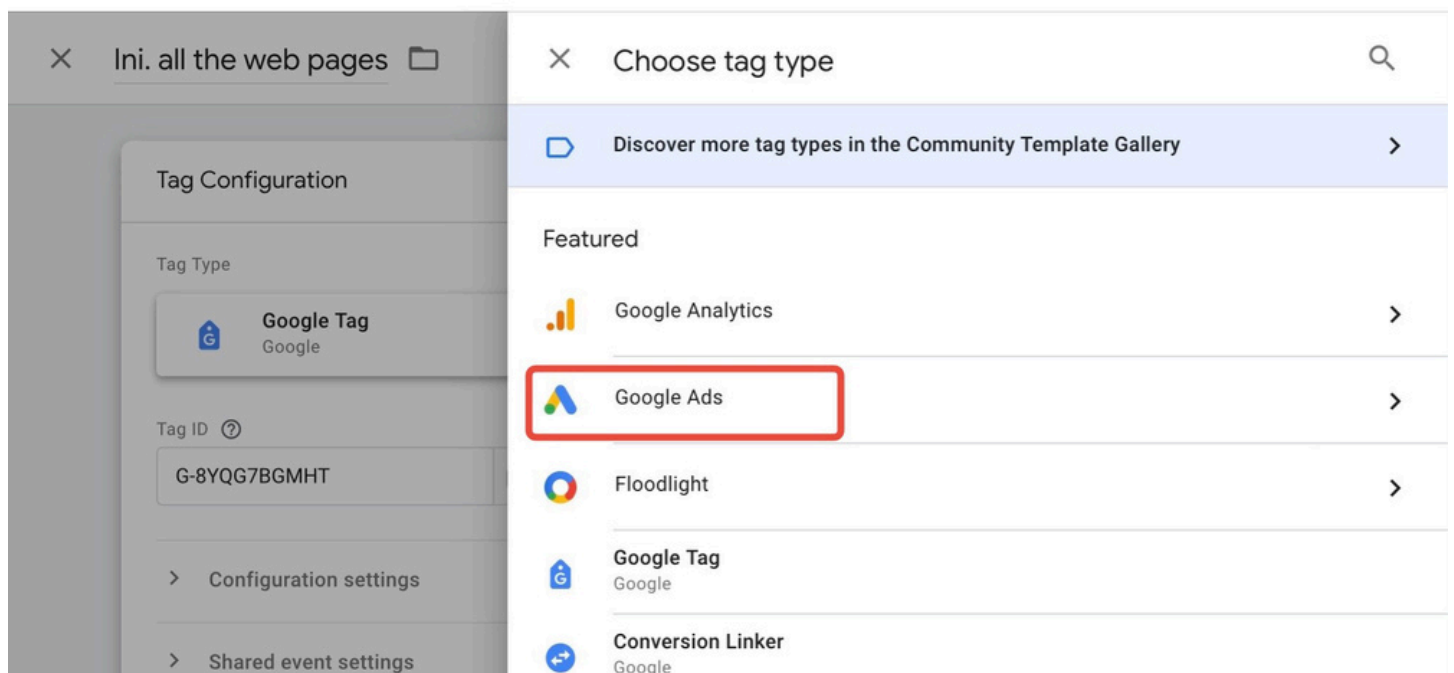 Ini. all the web pages
Tag Configuration
Tag Type
Google Tag
Google
Tag ID
G-8YQG7BGMHT
Configuration settings
Shared event settings
Choose tag type
Discover more tag types in the Community Template Gallery
Featured
Google Analytics
Google Ads
Floodlight
Google Tag
Google
Conversion Linker
Google